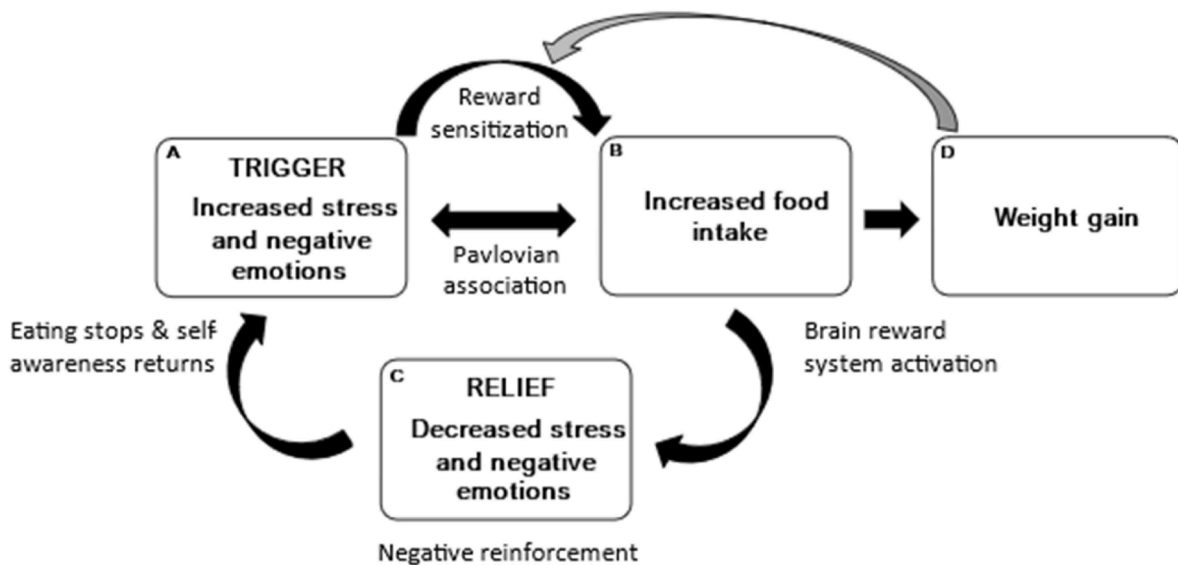 Reward
sensitization
A
TRIGGER
Increased stress
and negative
emotions
B
Increased food
intake
D
Weight gain
Pavlovian
association
Eating stops & self-
awareness returns
Brain reward
system activation
C
RELIEF
Decreased stress
and negative
emotions
Negative reinforcement